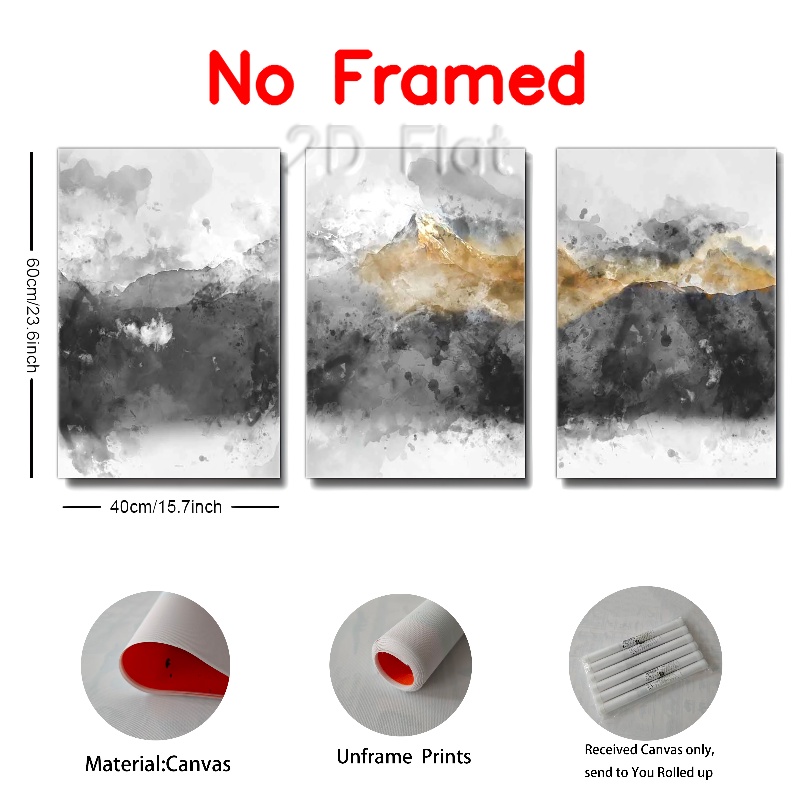 No Framed
2D Flat
60cm/23.6inch
40cm/15.7inch
Material:Canvas
Unframe Prints
Received Canvas only,
send to You Rolled up